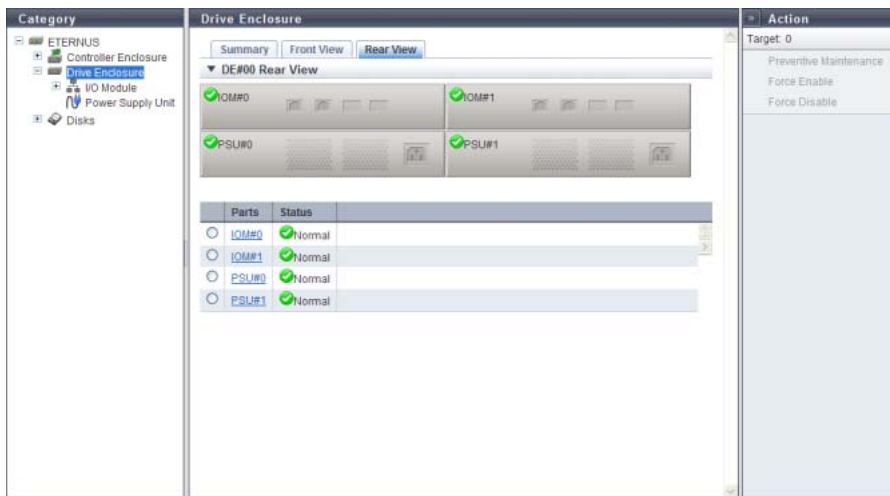 Category
ETERNUS
Controller Enclosure
Drive Enclosure
I/O Module
Power Supply Unit
Disks
Drive Enclosure
Summary Front View Rear View
▼ DE#00 Rear View
IOM#0 IOM#1
PSU#0 PSU#1
Parts Status
IOM#0 Normal
IOM#1 Normal
PSU#0 Normal
PSU#1 Normal
» Action
Target: 0
Preventive Maintenance
Force Enable
Force Disable